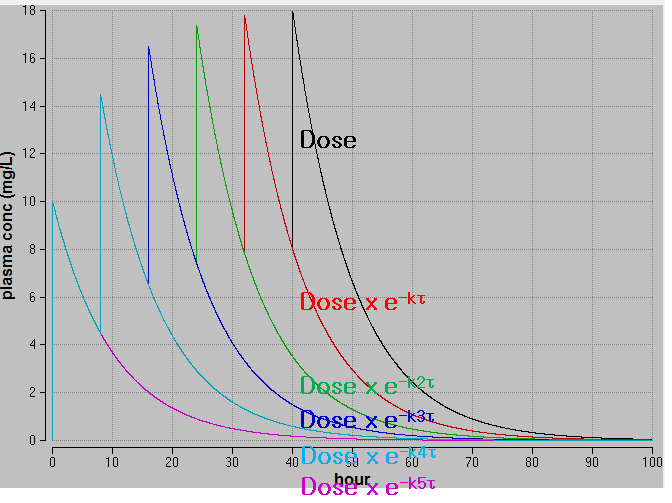 18
16
14
12
10
8
6
4
2
0
plasma conc (mg/L)
Dose
Dose x e⁻ᵏτ
Dose x e⁻ᵏ²τ
Dose x e⁻ᵏ³τ
Dose x e⁻ᵏ⁴τ
Dose x e⁻ᵏ⁵τ
0 10 20 30 40 50 60 70 80 90 100
hour